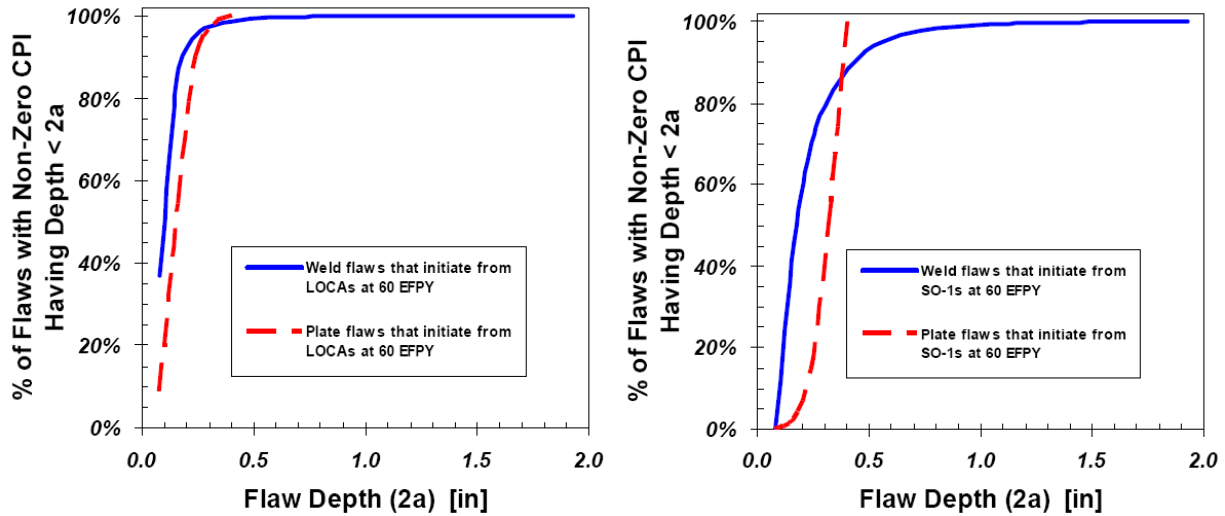 % of Flaws with Non-Zero CPI
Having Depth < 2a
100%
80%
60%
40%
20%
0%
Weld flaws that initiate from
LOCAs at 60 EFPY
Plate flaws that initiate from
LOCAs at 60 EFPY
0.0 0.5 1.0 1.5 2.0
Flaw Depth (2a) [in]
% of Flaws with Non-Zero CPI
Having Depth < 2a
100%
80%
60%
40%
20%
0%
Weld flaws that initiate from
SO-1s at 60 EFPY
Plate flaws that initiate from
SO-1s at 60 EFPY
0.0 0.5 1.0 1.5 2.0
Flaw Depth (2a) [in]